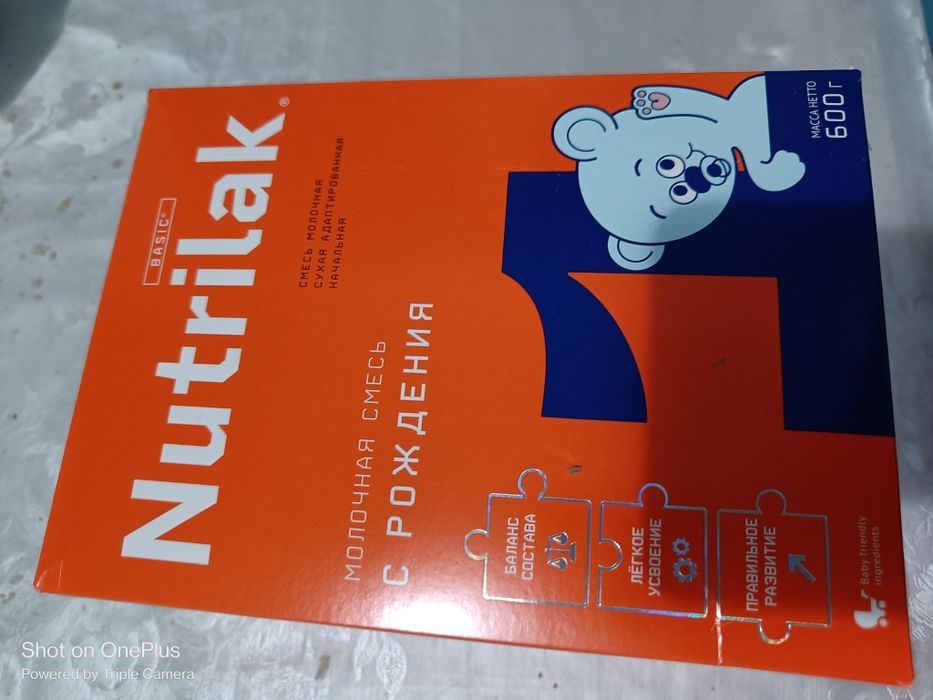 BASIC®
Nutrilak®
СМЕСЬ МОЛОЧНАЯ
СУХАЯ АДАПТИРОВАННАЯ
НАЧАЛЬНАЯ
МОЛОЧНАЯ СМЕСЬ
С РОЖДЕНИЯ
1
БАЛАНС
СОСТАВА
ЛЁГКОЕ
УСВОЕНИЕ
ПРАВИЛЬНОЕ
РАЗВИТИЕ
Baby friendly
ingredients
МАССА НЕТТО
600 г
Shot on OnePlus
Powered by Triple Camera